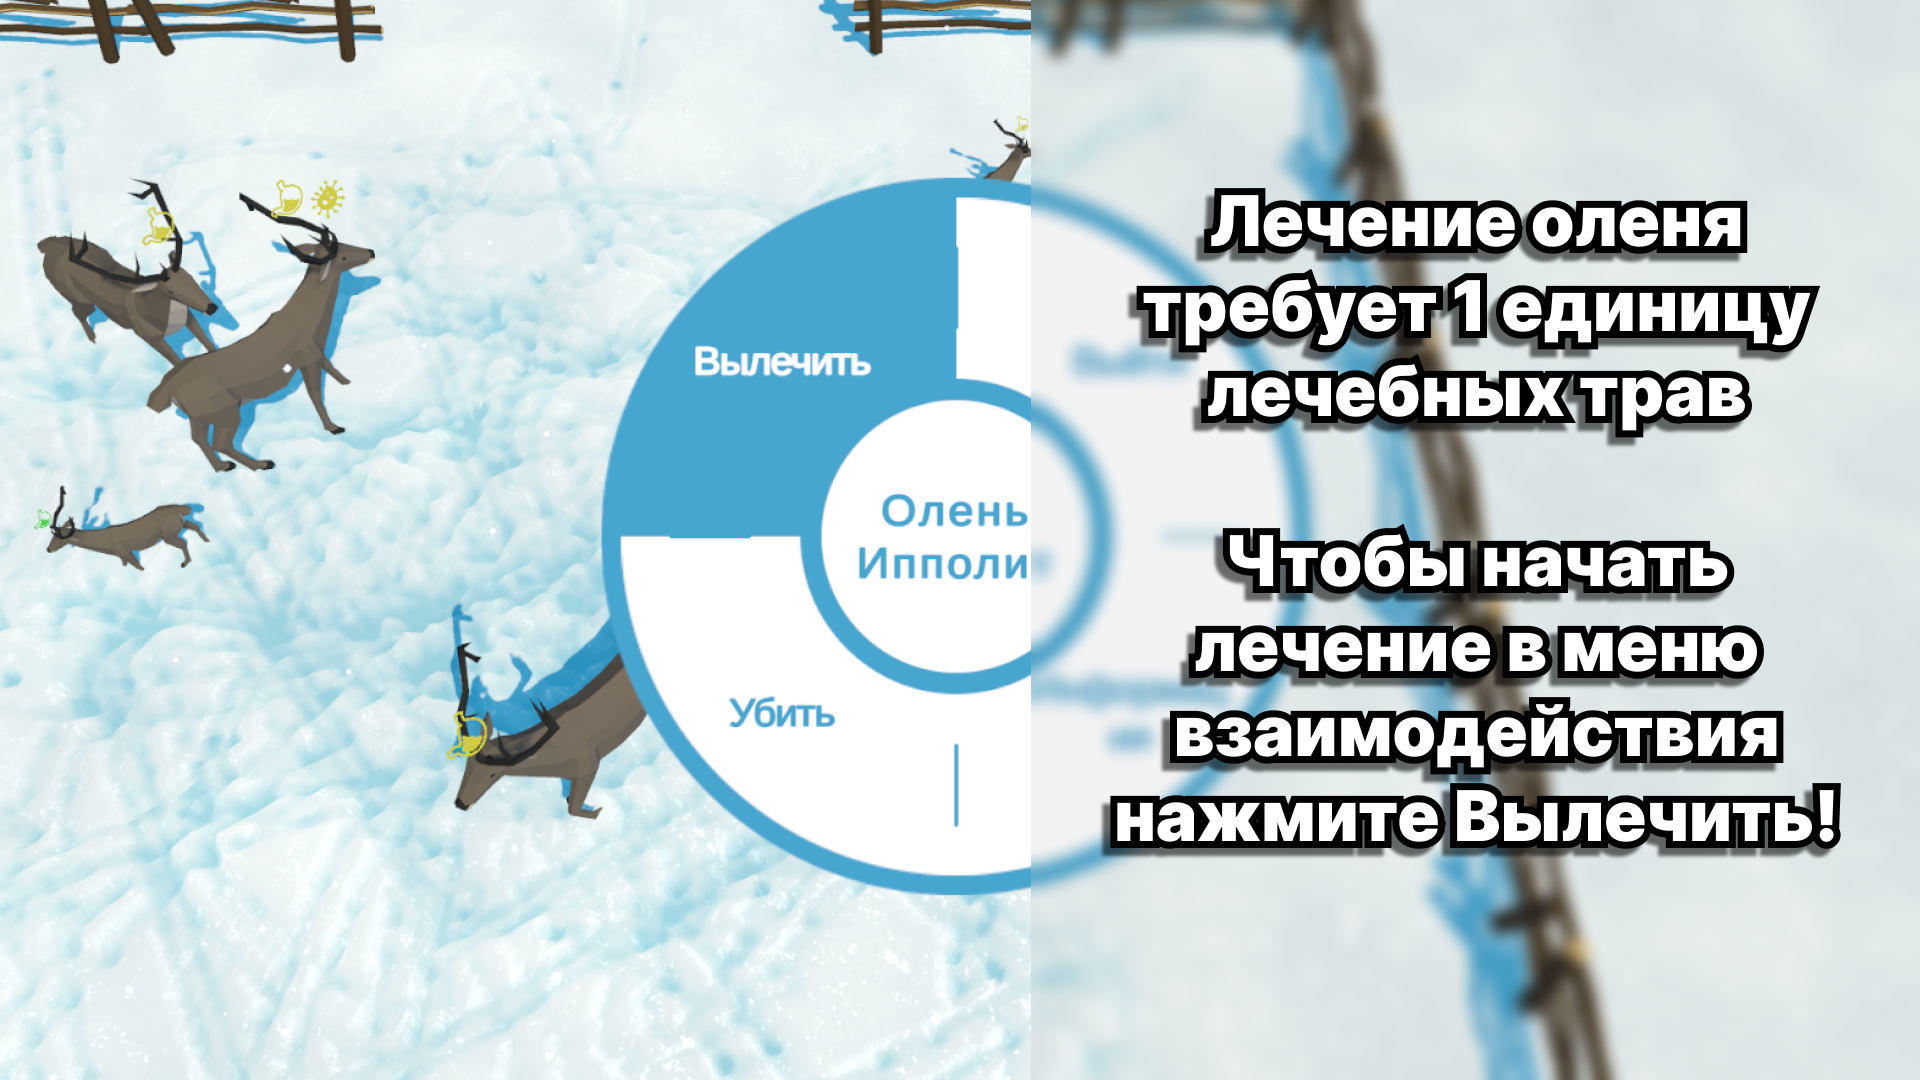 Вылечить
Олень
Ипполи
Убить
Лечение оленя
требует 1 единицу
лечебных трав
Чтобы начать
лечение в меню
взаимодействия
нажмите Вылечить!